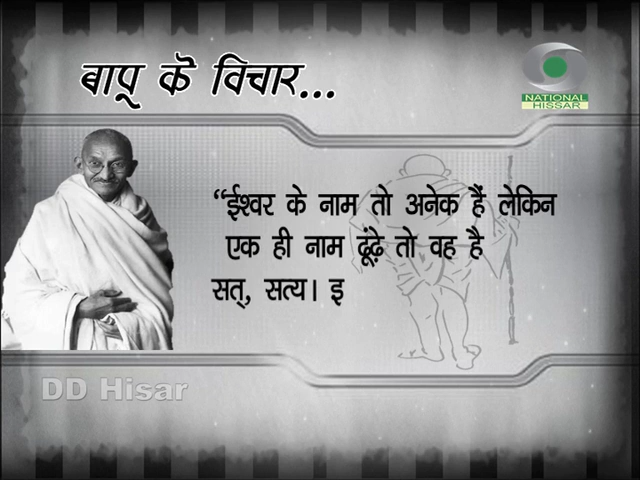 बापू के विचार...
NATIONAL
HISSAR
“ईश्वर के नाम तो अनेक हैं लेकिन
एक ही नाम ढूंढ़े तो वह है
सत्, सत्य। इ
DD Hisar